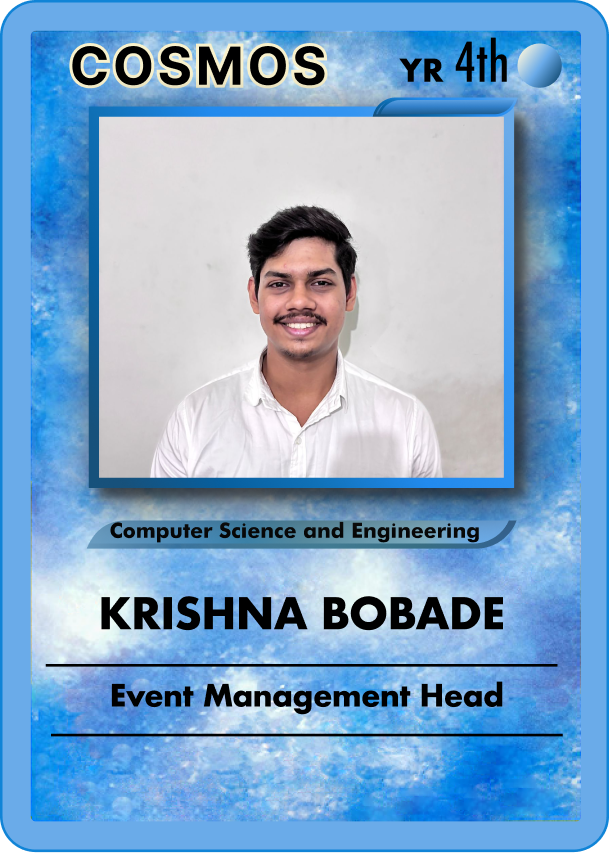 COSMOS YR 4th
Computer Science and Engineering
KRISHNA BOBADE
Event Management Head